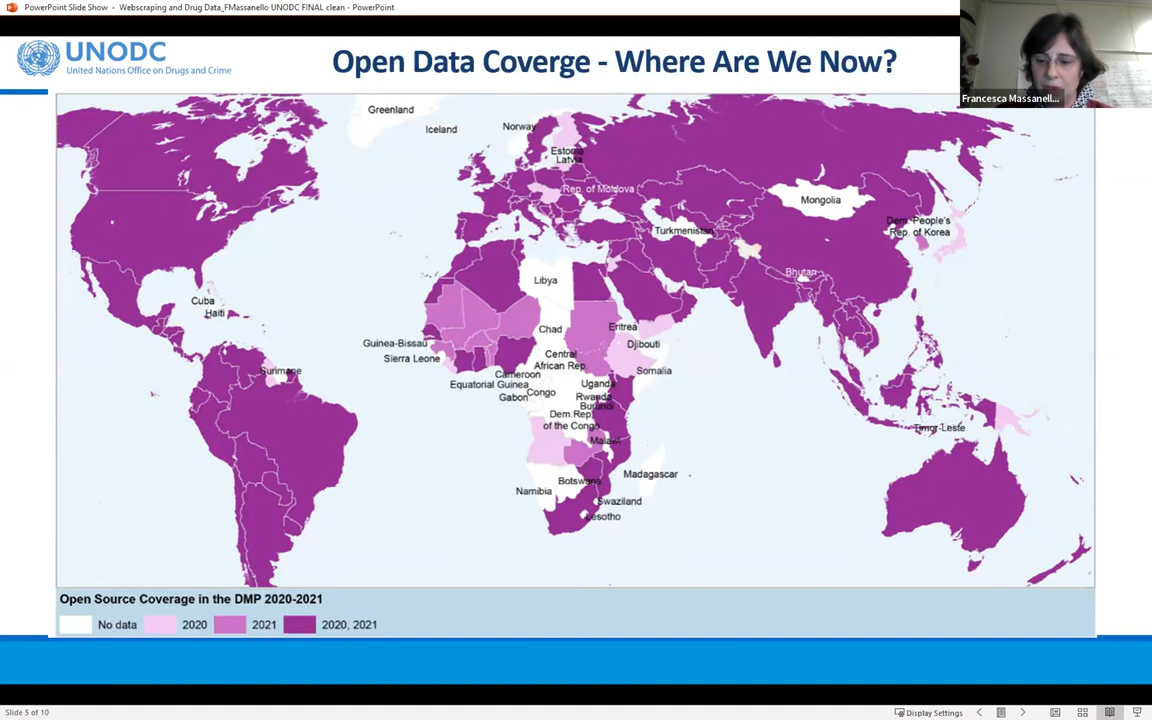 PowerPoint Slide Show - Webscraping and Drug Data_FMassanello UNODC FINAL clean - PowerPoint
UNODC
United Nations Office on Drugs and Crime
Open Data Coverge - Where Are We Now?
Francesca Massanell...
Greenland
Iceland
Norway
Estonia
Latvia
Rep. of Moldova
Mongolia
Dem. People's
Rep. of Korea
Turkmenistan
Bhutan
Libya
Cuba
Haiti
Chad
Eritrea
Guinea-Bissau
Djibouti
Sierra Leone
Central
African Rep.
Surimane
Somalia
Cameroon
Equatorial Guinea
Uganda
Gabon
Congo
Rwanda
Burundi
Dem.Rep.
of the Congo
Timor-Leste
Malawi
Madagascar
Botswana
Namibia
Swaziland
Lesotho
Open Source Coverage in the DMP 2020-2021
No data 2020 2021 2020, 2021
Slide 5 of 10
Display Settings